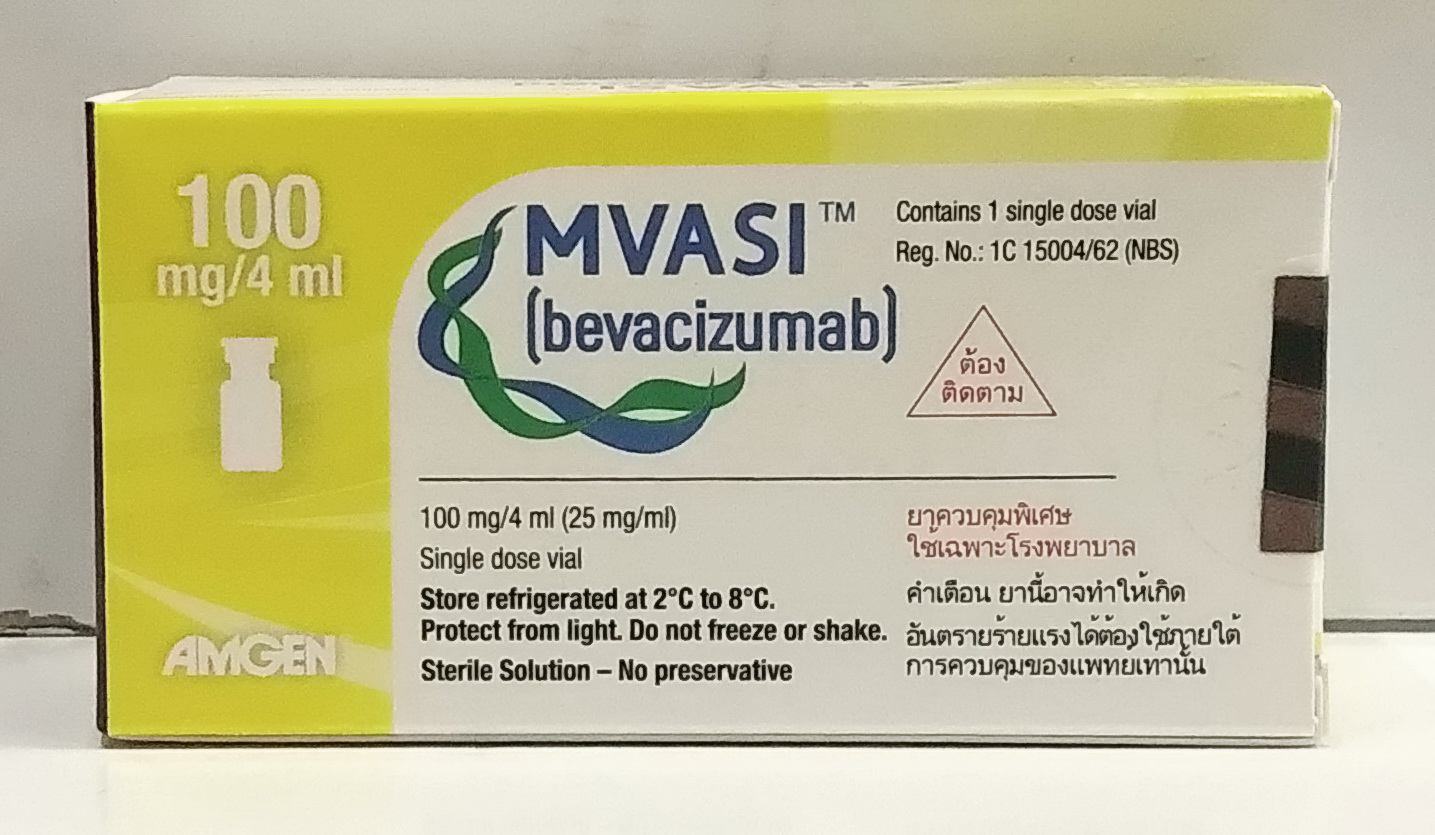 100
mg/4 ml
AMGEN
MVASI™
(bevacizumab)
Contains 1 single dose vial
Reg. No.: 1C 15004/62 (NBS)
ต้อง
ติดตาม
100 mg/4 ml (25 mg/ml)
Single dose vial
Store refrigerated at 2°C to 8°C.
Protect from light. Do not freeze or shake.
Sterile Solution – No preservative
ยาควบคุมพิเศษ
ใช้เฉพาะโรงพยาบาล
คำเตือน ยานี้อาจทำให้เกิด
อันตรายร้ายแรงได้ต้องใช้ภายใต้
การควบคุมของแพทย์เท่านั้น